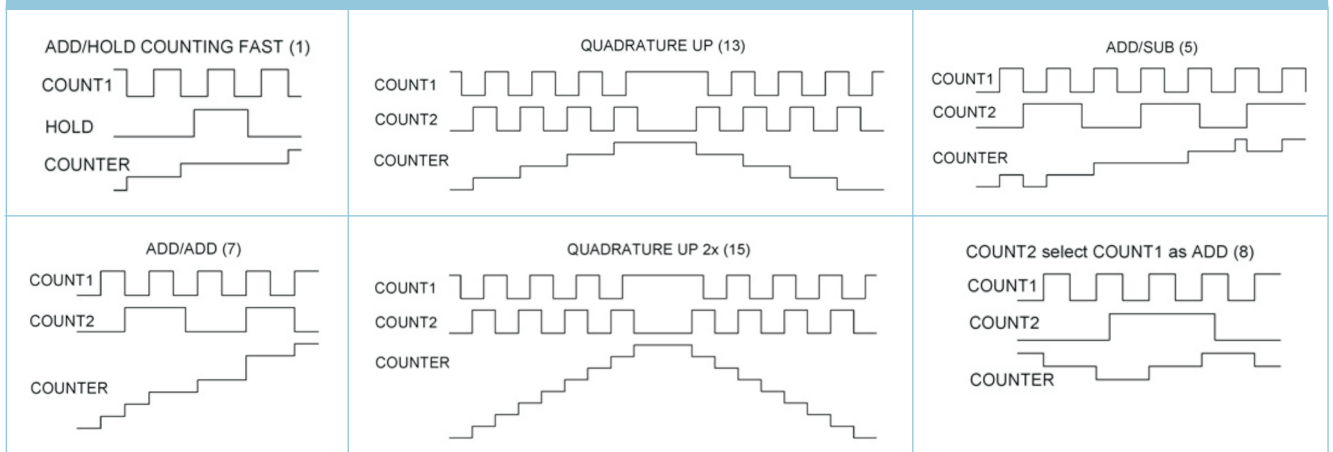 ADD/HOLD COUNTING FAST (1)
COUNT1
HOLD
COUNTER
QUADRATURE UP (13)
COUNT1
COUNT2
COUNTER
ADD/SUB (5)
COUNT1
COUNT2
COUNTER
ADD/ADD (7)
COUNT1
COUNT2
COUNTER
QUADRATURE UP 2x (15)
COUNT1
COUNT2
COUNTER
COUNT2 select COUNT1 as ADD (8)
COUNT1
COUNT2
COUNTER